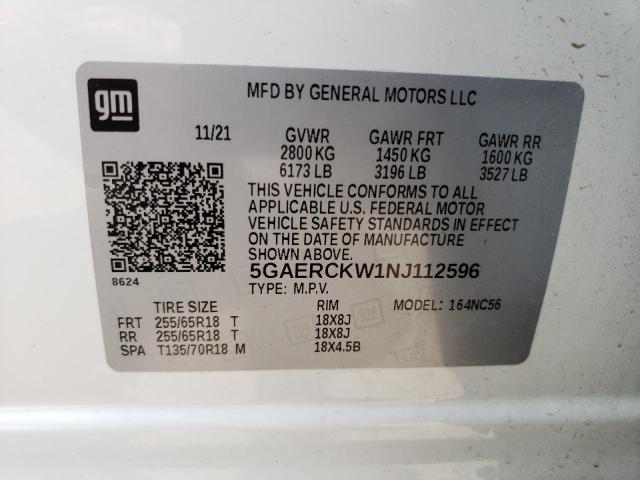 gm
MFD BY GENERAL MOTORS LLC
11/21 GVWR GAWR FRT GAWR RR
2800 KG 1450 KG 1600 KG
6173 LB 3196 LB 3527 LB
THIS VEHICLE CONFORMS TO ALL
APPLICABLE U.S. FEDERAL MOTOR
VEHICLE SAFETY STANDARDS IN EFFECT
ON THE DATE OF MANUFACTURE
SHOWN ABOVE.
8624
5GAERCKW1NJ112596
TYPE: M.P.V. MODEL: 164NC56
TIRE SIZE RIM
FRT 255/65R18 T 18X8J
RR 255/65R18 T 18X8J
SPA T135/70R18 M 18X4.5B